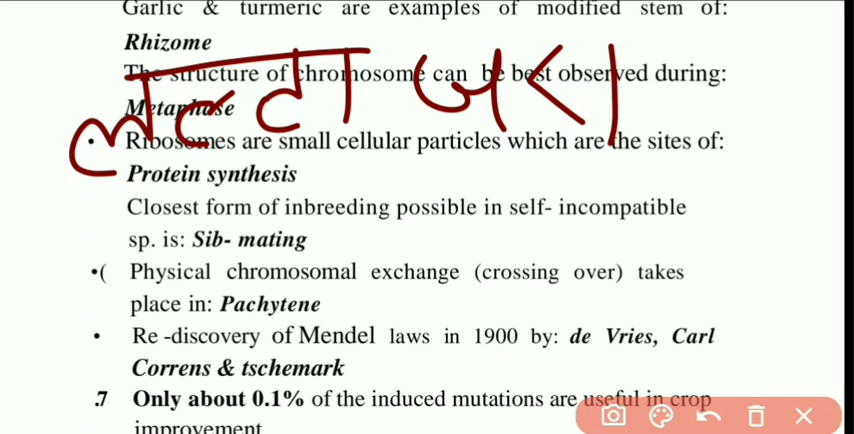 Garlic & turmeric are examples of modified stem of:
Rhizome
The structure of chromosome can be best observed during:
Metaphase
• Ribosomes are small cellular particles which are the sites of:
Protein synthesis
Closest form of inbreeding possible in self- incompatible
sp. is: Sib- mating
•( Physical chromosomal exchange (crossing over) takes
place in: Pachytene
• Re -discovery of Mendel laws in 1900 by: de Vries, Carl
Correns & tschemark
.7 Only about 0.1% of the induced mutations are useful in crop
improvement